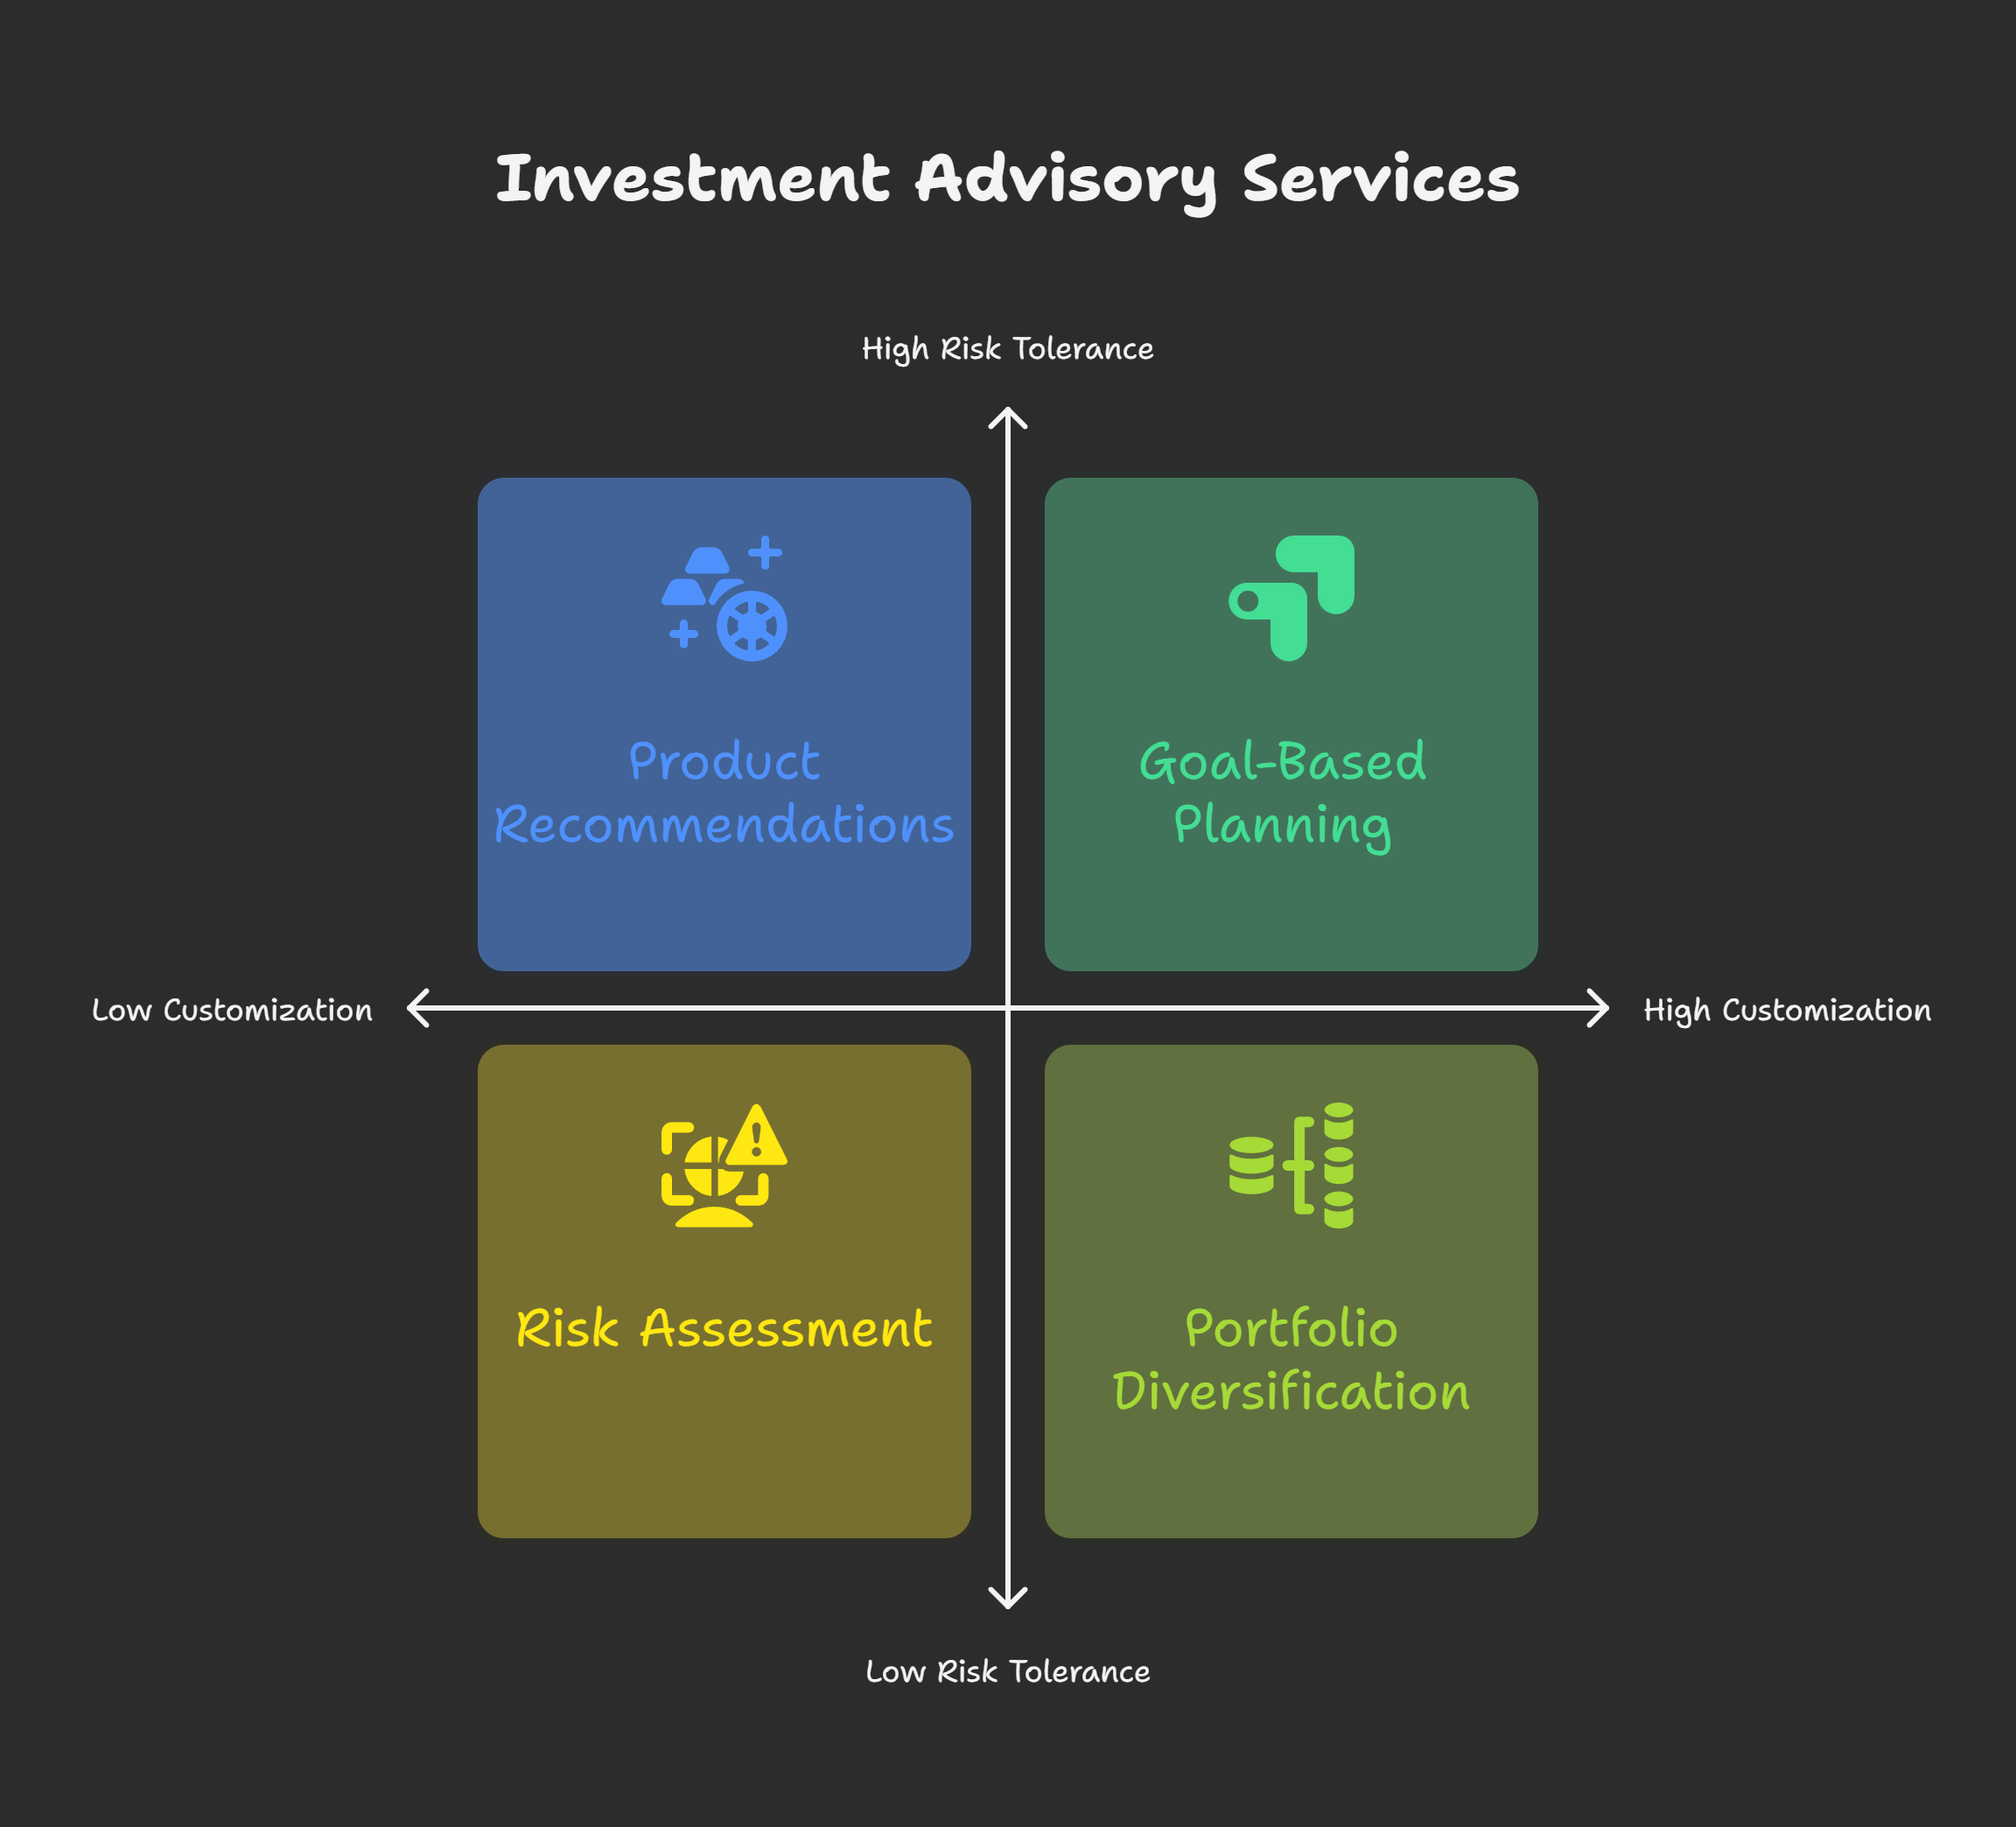 Investment Advisory Services
High Risk Tolerance
Product
Recommendations
Goal-Based
Planning
Low Customization
High Customization
Risk Assessment
Portfolio
Diversification
Low Risk Tolerance